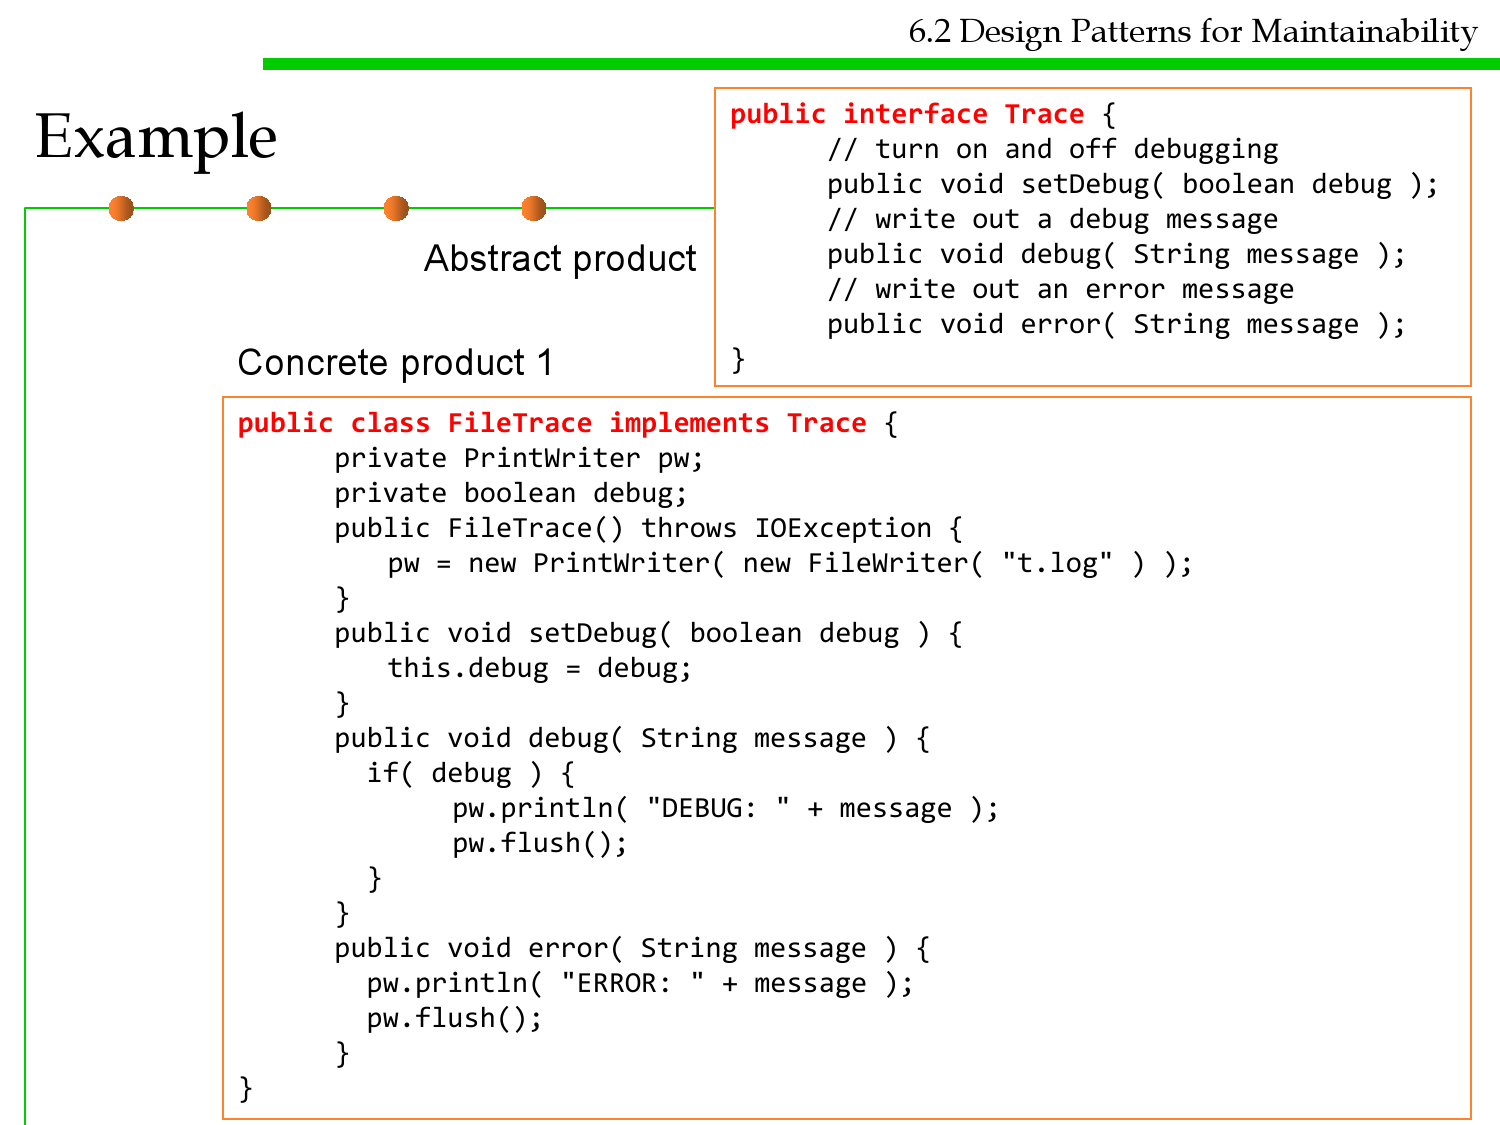 6.2 Design Patterns for Maintainability
Example
Abstract product
public interface Trace {
// turn on and off debugging
public void setDebug( boolean debug );
// write out a debug message
public void debug( String message );
// write out an error message
public void error( String message );
}
Concrete product 1
public class FileTrace implements Trace {
private PrintWriter pw;
private boolean debug;
public FileTrace() throws IOException {
pw = new PrintWriter( new FileWriter( "t.log" ) );
}
public void setDebug( boolean debug ) {
this.debug = debug;
}
public void debug( String message ) {
if( debug ) {
pw.println( "DEBUG: " + message );
pw.flush();
}
}
public void error( String message ) {
pw.println( "ERROR: " + message );
pw.flush();
}
}